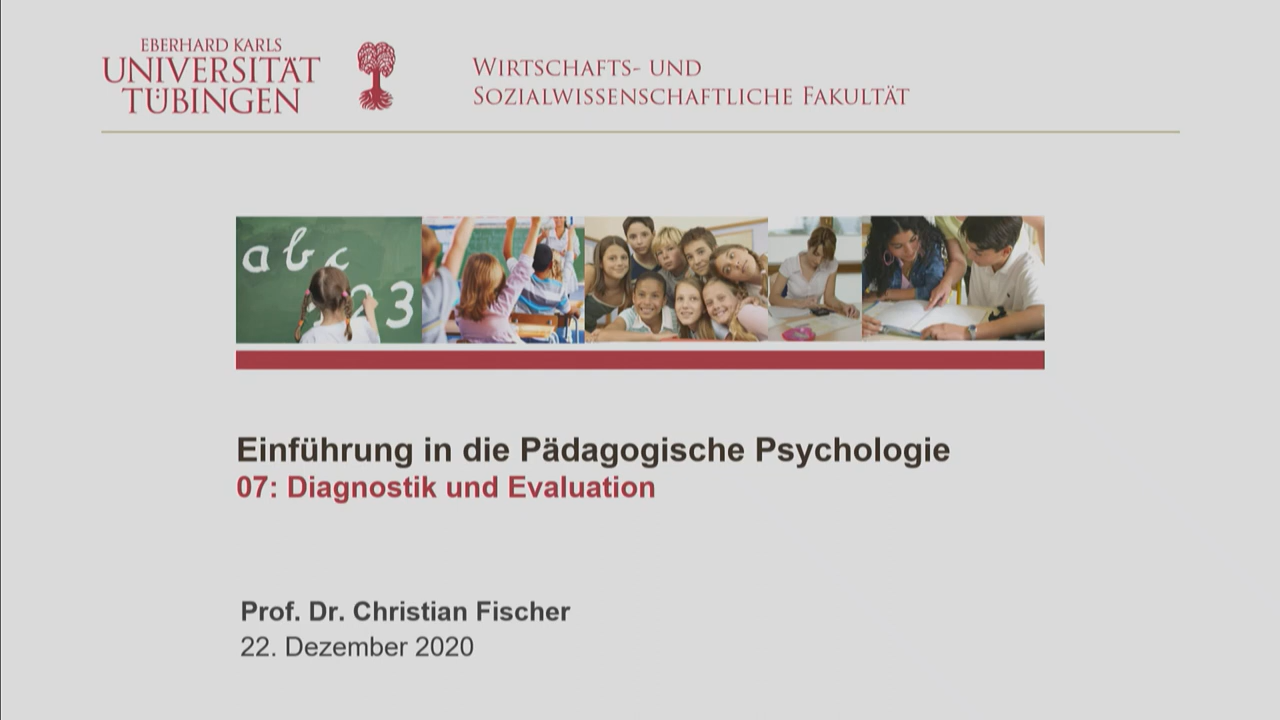 EBERHARD KARLS
UNIVERSITÄT
TÜBINGEN
WIRTSCHAFTS- UND
SOZIALWISSENSCHAFTLICHE FAKULTÄT
abc
23
Einführung in die Pädagogische Psychologie
07: Diagnostik und Evaluation
Prof. Dr. Christian Fischer
22. Dezember 2020